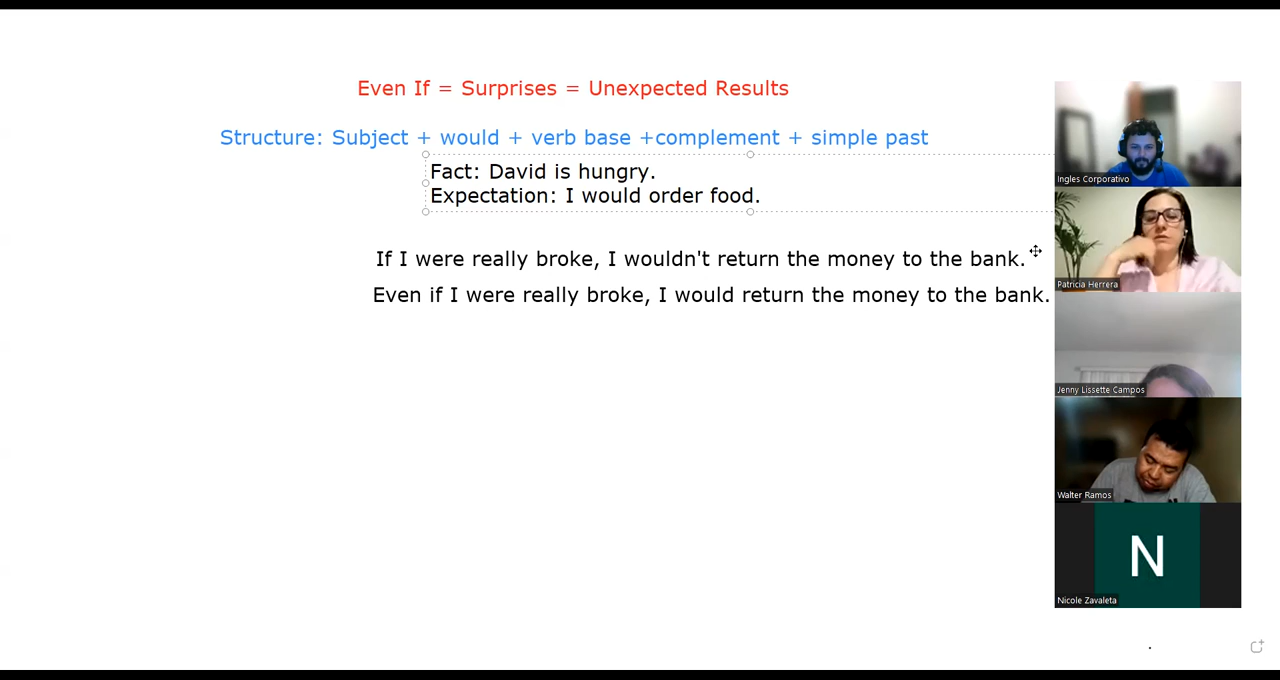 Even If = Surprises = Unexpected Results
Structure: Subject + would + verb base +complement + simple past
Fact: David is hungry.
Expectation: I would order food.
If I were really broke, I wouldn't return the money to the bank.
Even if I were really broke, I would return the money to the bank.
Ingles Corporativo
Patricia Herrera
Jenny Lissette Campos
Walter Ramos
N
Nicole Zavaleta